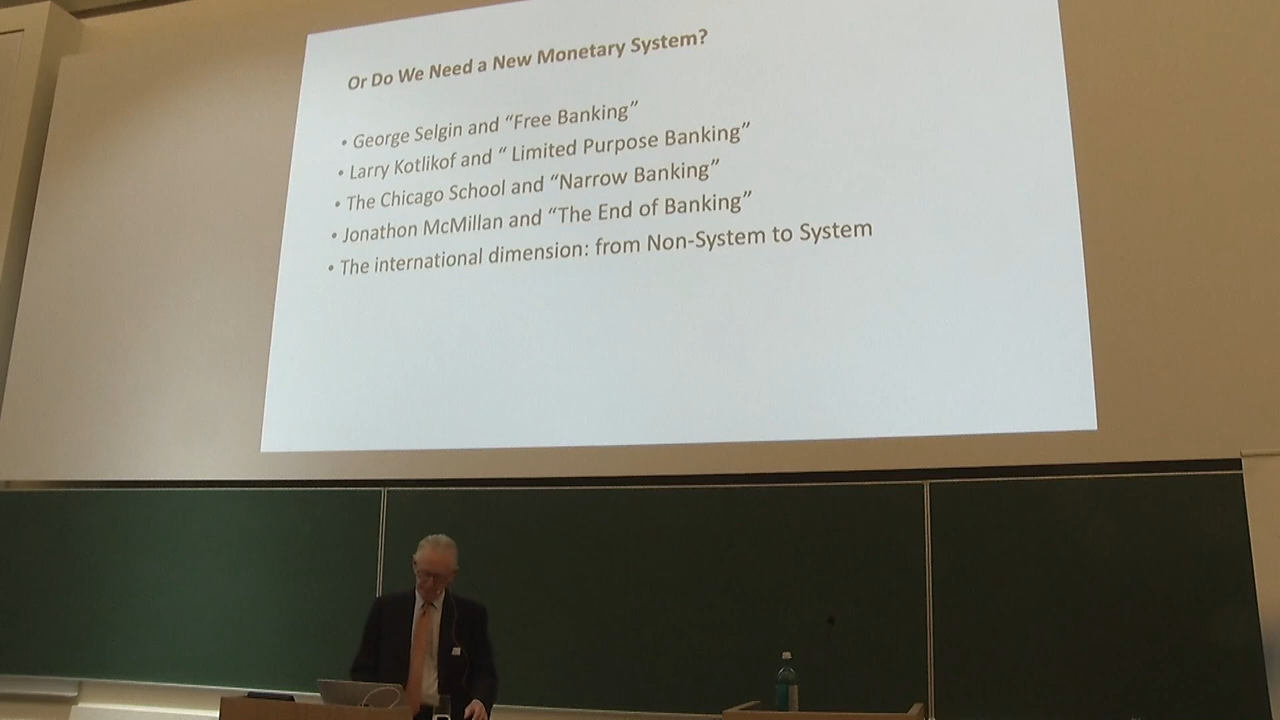 Or Do We Need a New Monetary System?
• George Selgin and “Free Banking”
• Larry Kotlikof and “ Limited Purpose Banking”
• The Chicago School and “Narrow Banking”
• Jonathon McMillan and “The End of Banking”
• The international dimension: from Non-System to System